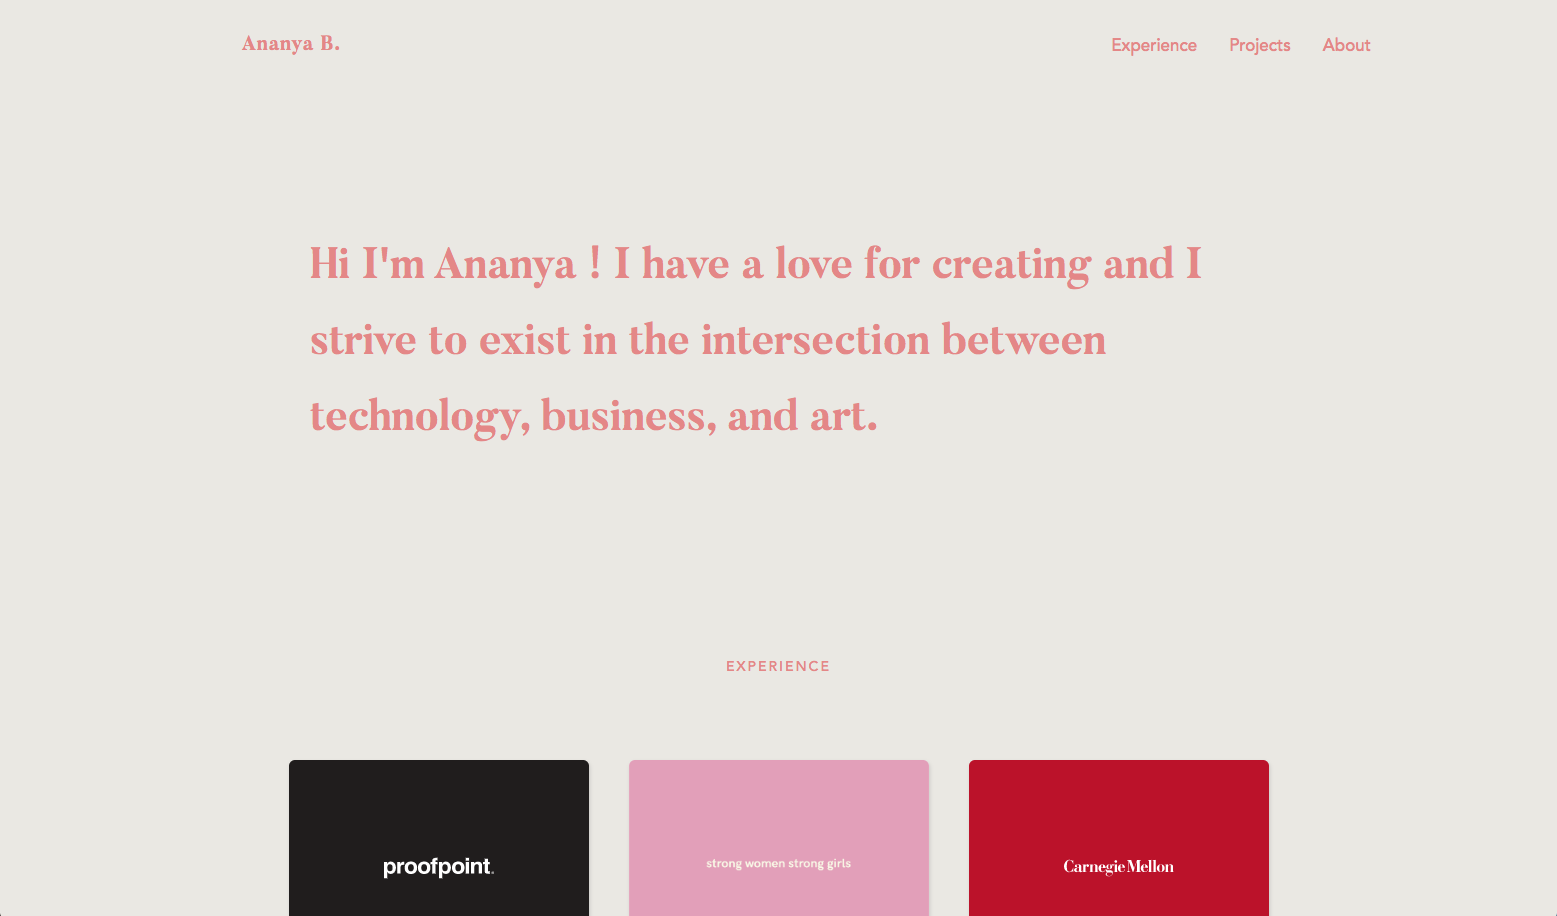 Ananya B.
Experience Projects About
Hi I'm Ananya ! I have a love for creating and I
strive to exist in the intersection between
technology, business, and art.
EXPERIENCE
proofpoint.
strong women strong girls
Carnegie Mellon